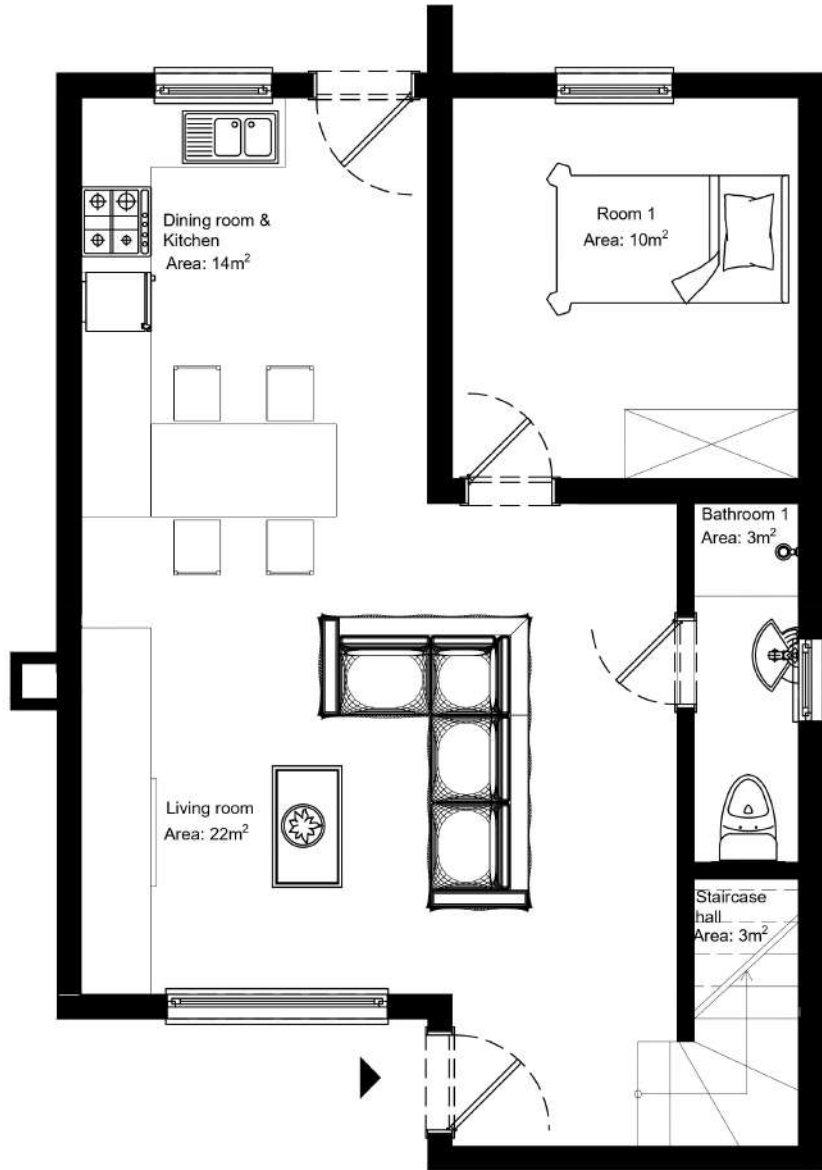 Dining room &
Kitchen
Area: 14m²
Room 1
Area: 10m²
Bathroom 1
Area: 3m²
Living room
Area: 22m²
Staircase
hall
Area: 3m²